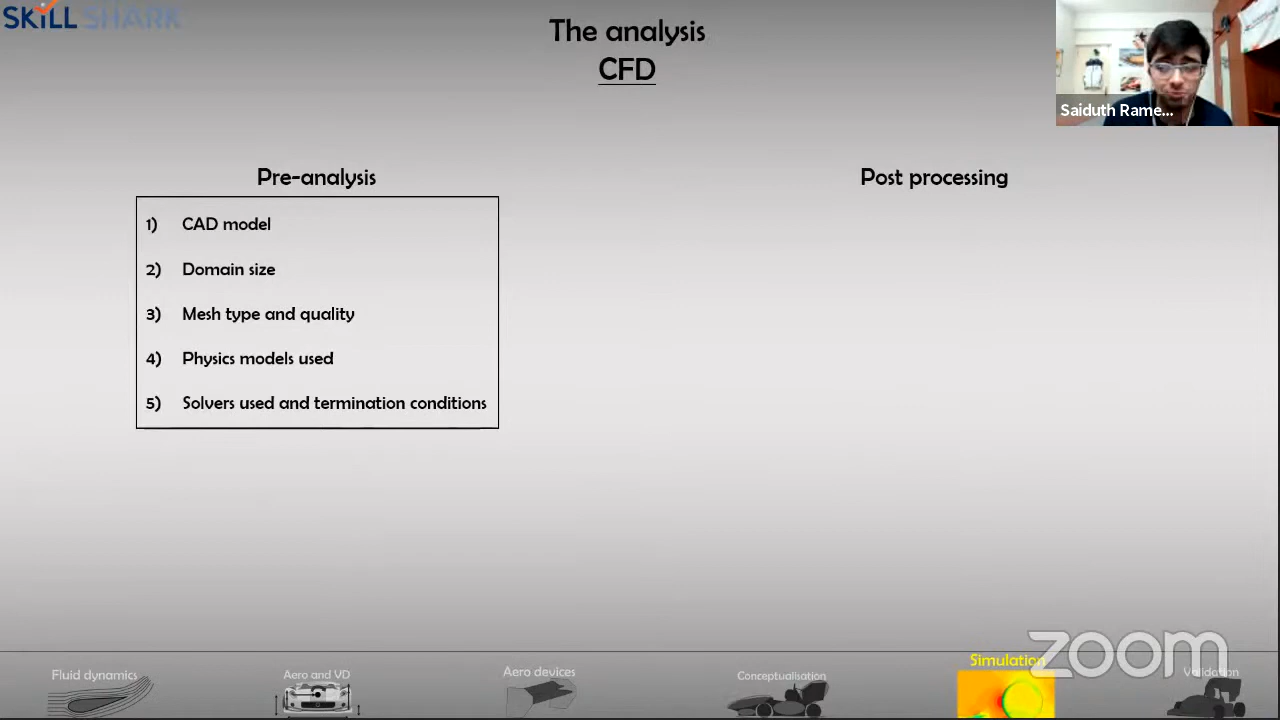 SKILL SHARK
The analysis
CFD
Saiduth Rame...
Pre-analysis
Post processing
1) CAD model
2) Domain size
3) Mesh type and quality
4) Physics models used
5) Solvers used and termination conditions
zoom
Fluid dynamics
Aero and VD
Aero devices
Conceptualisation
Simulation
Validation